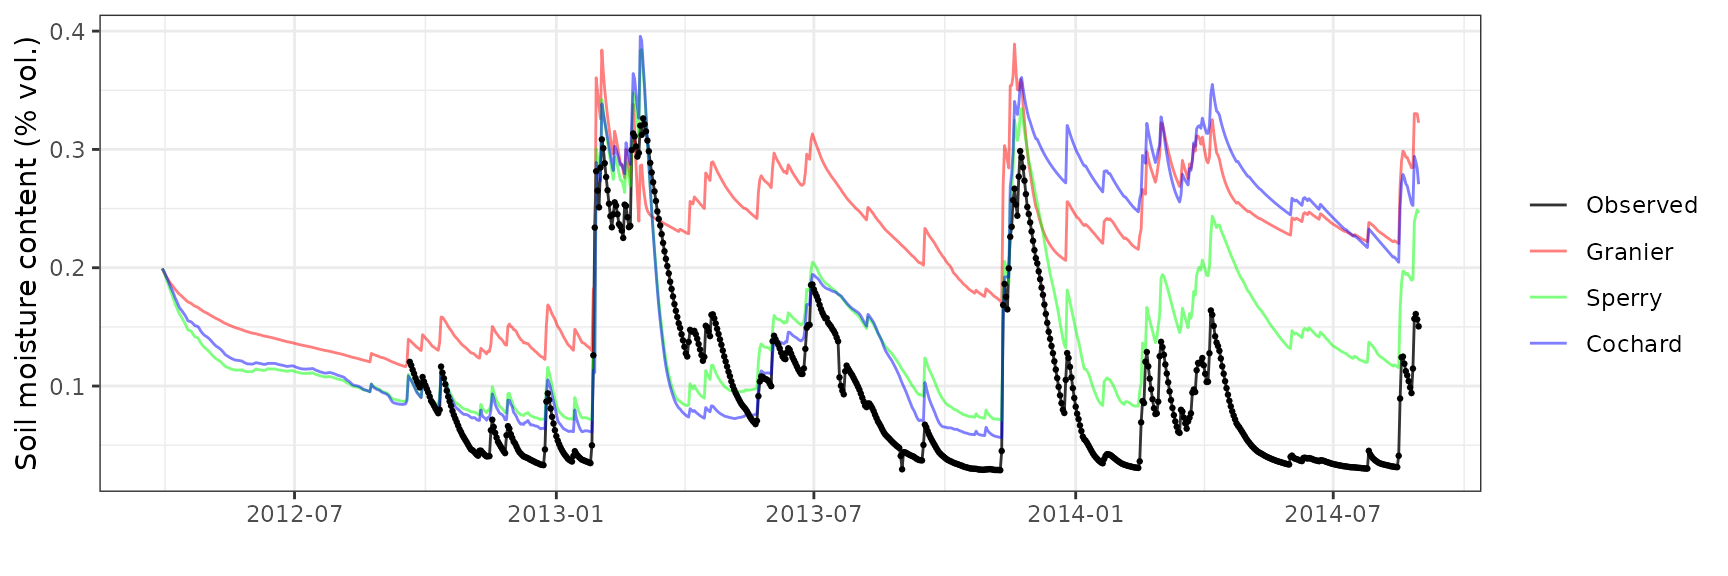 Soil moisture content (% vol.)
0.4
0.3
0.2
0.1
2012-07
2013-01
2013-07
2014-01
2014-07
Observed
Granier
Sperry
Cochard